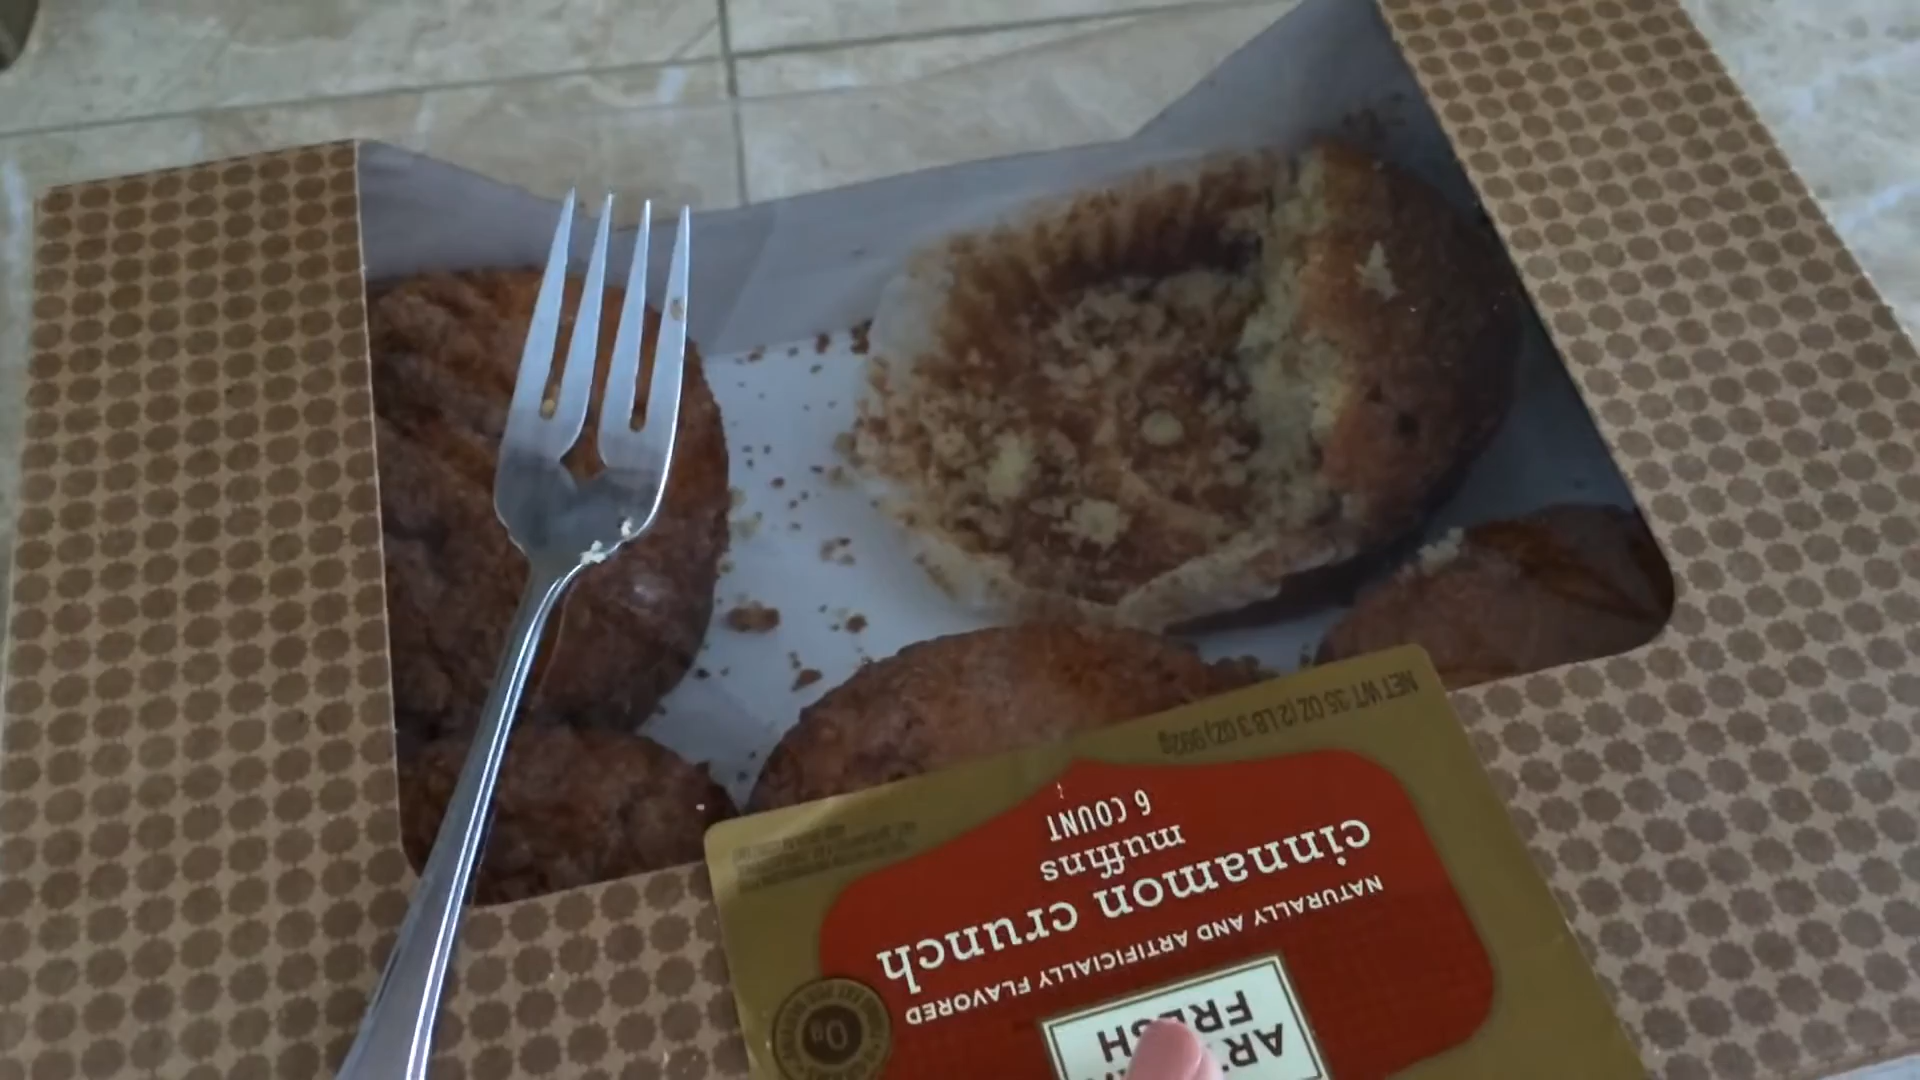 FRESH
NATURALLY AND ARTIFICIALLY FLAVORED
cinnamon crunch
muffins
6 COUNT
0g
NET WT 35 OZ (2 LB 3 OZ) 992g